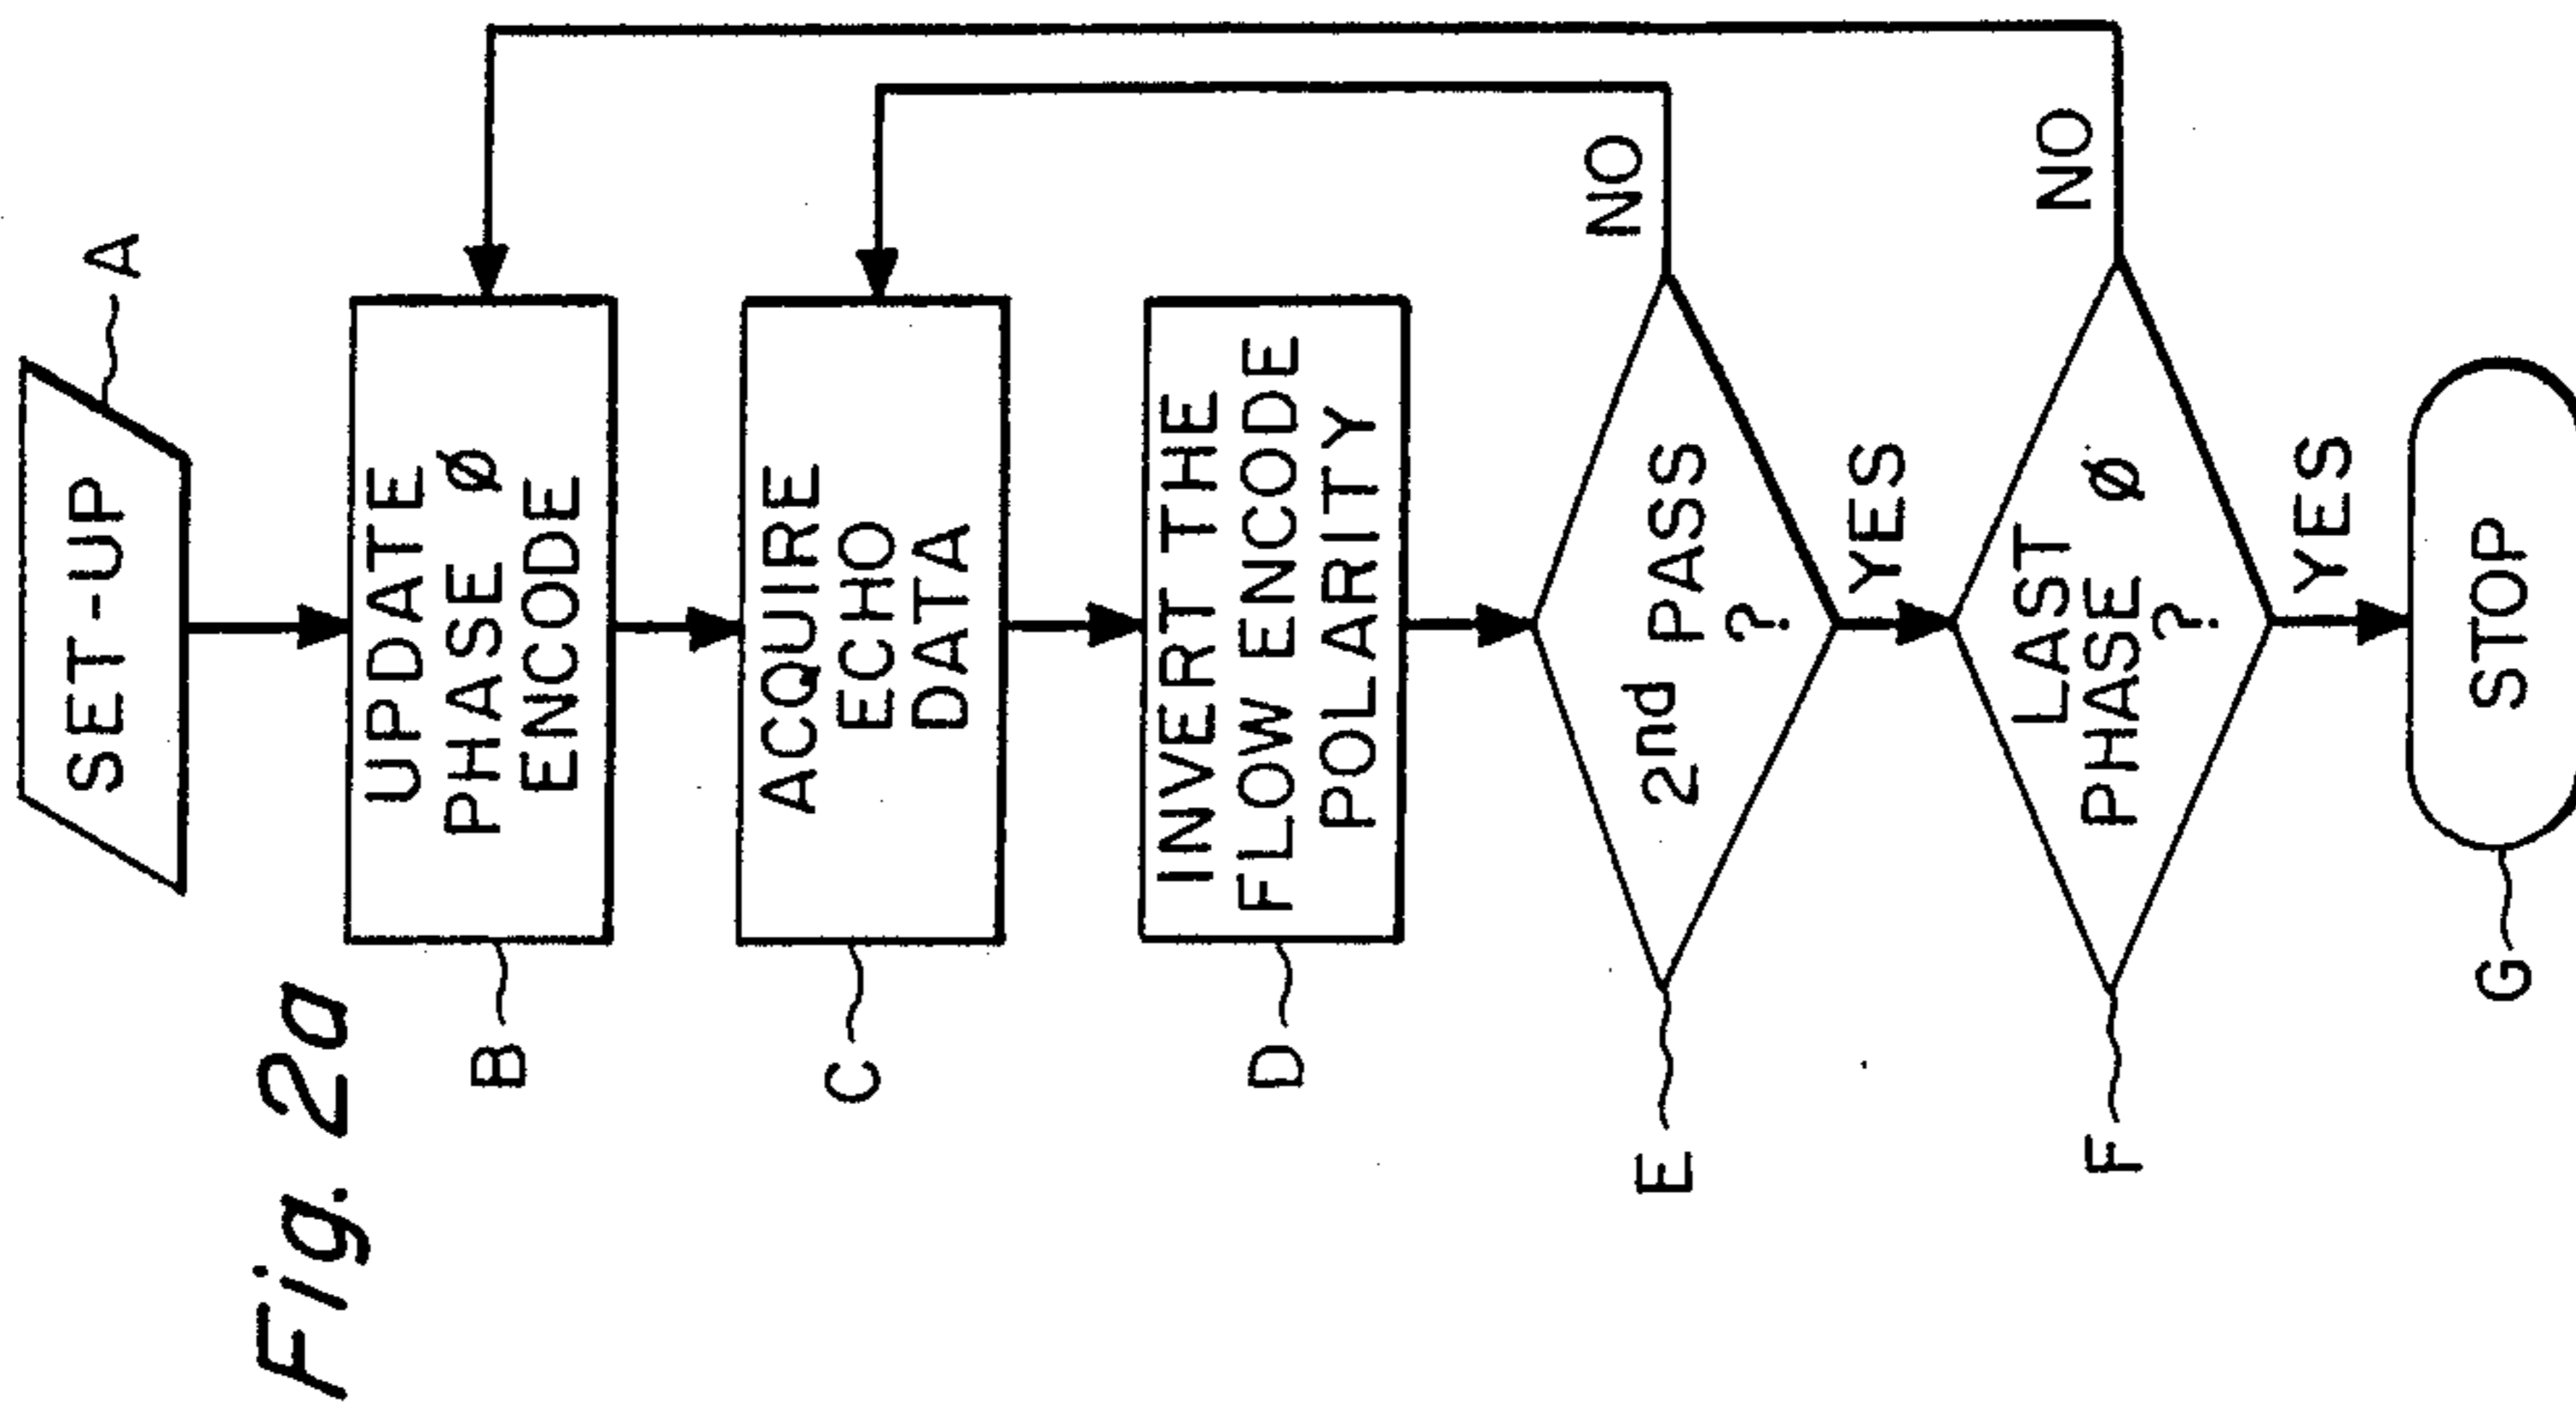 Fig. 2a
SET-UP
A
UPDATE
PHASE Ø
ENCODE
B
ACQUIRE
ECHO
DATA
C
INVERT THE
FLOW ENCODE
POLARITY
D
2nd PASS
?
NO
YES
E
LAST
PHASE Ø
?
NO
YES
F
STOP
G